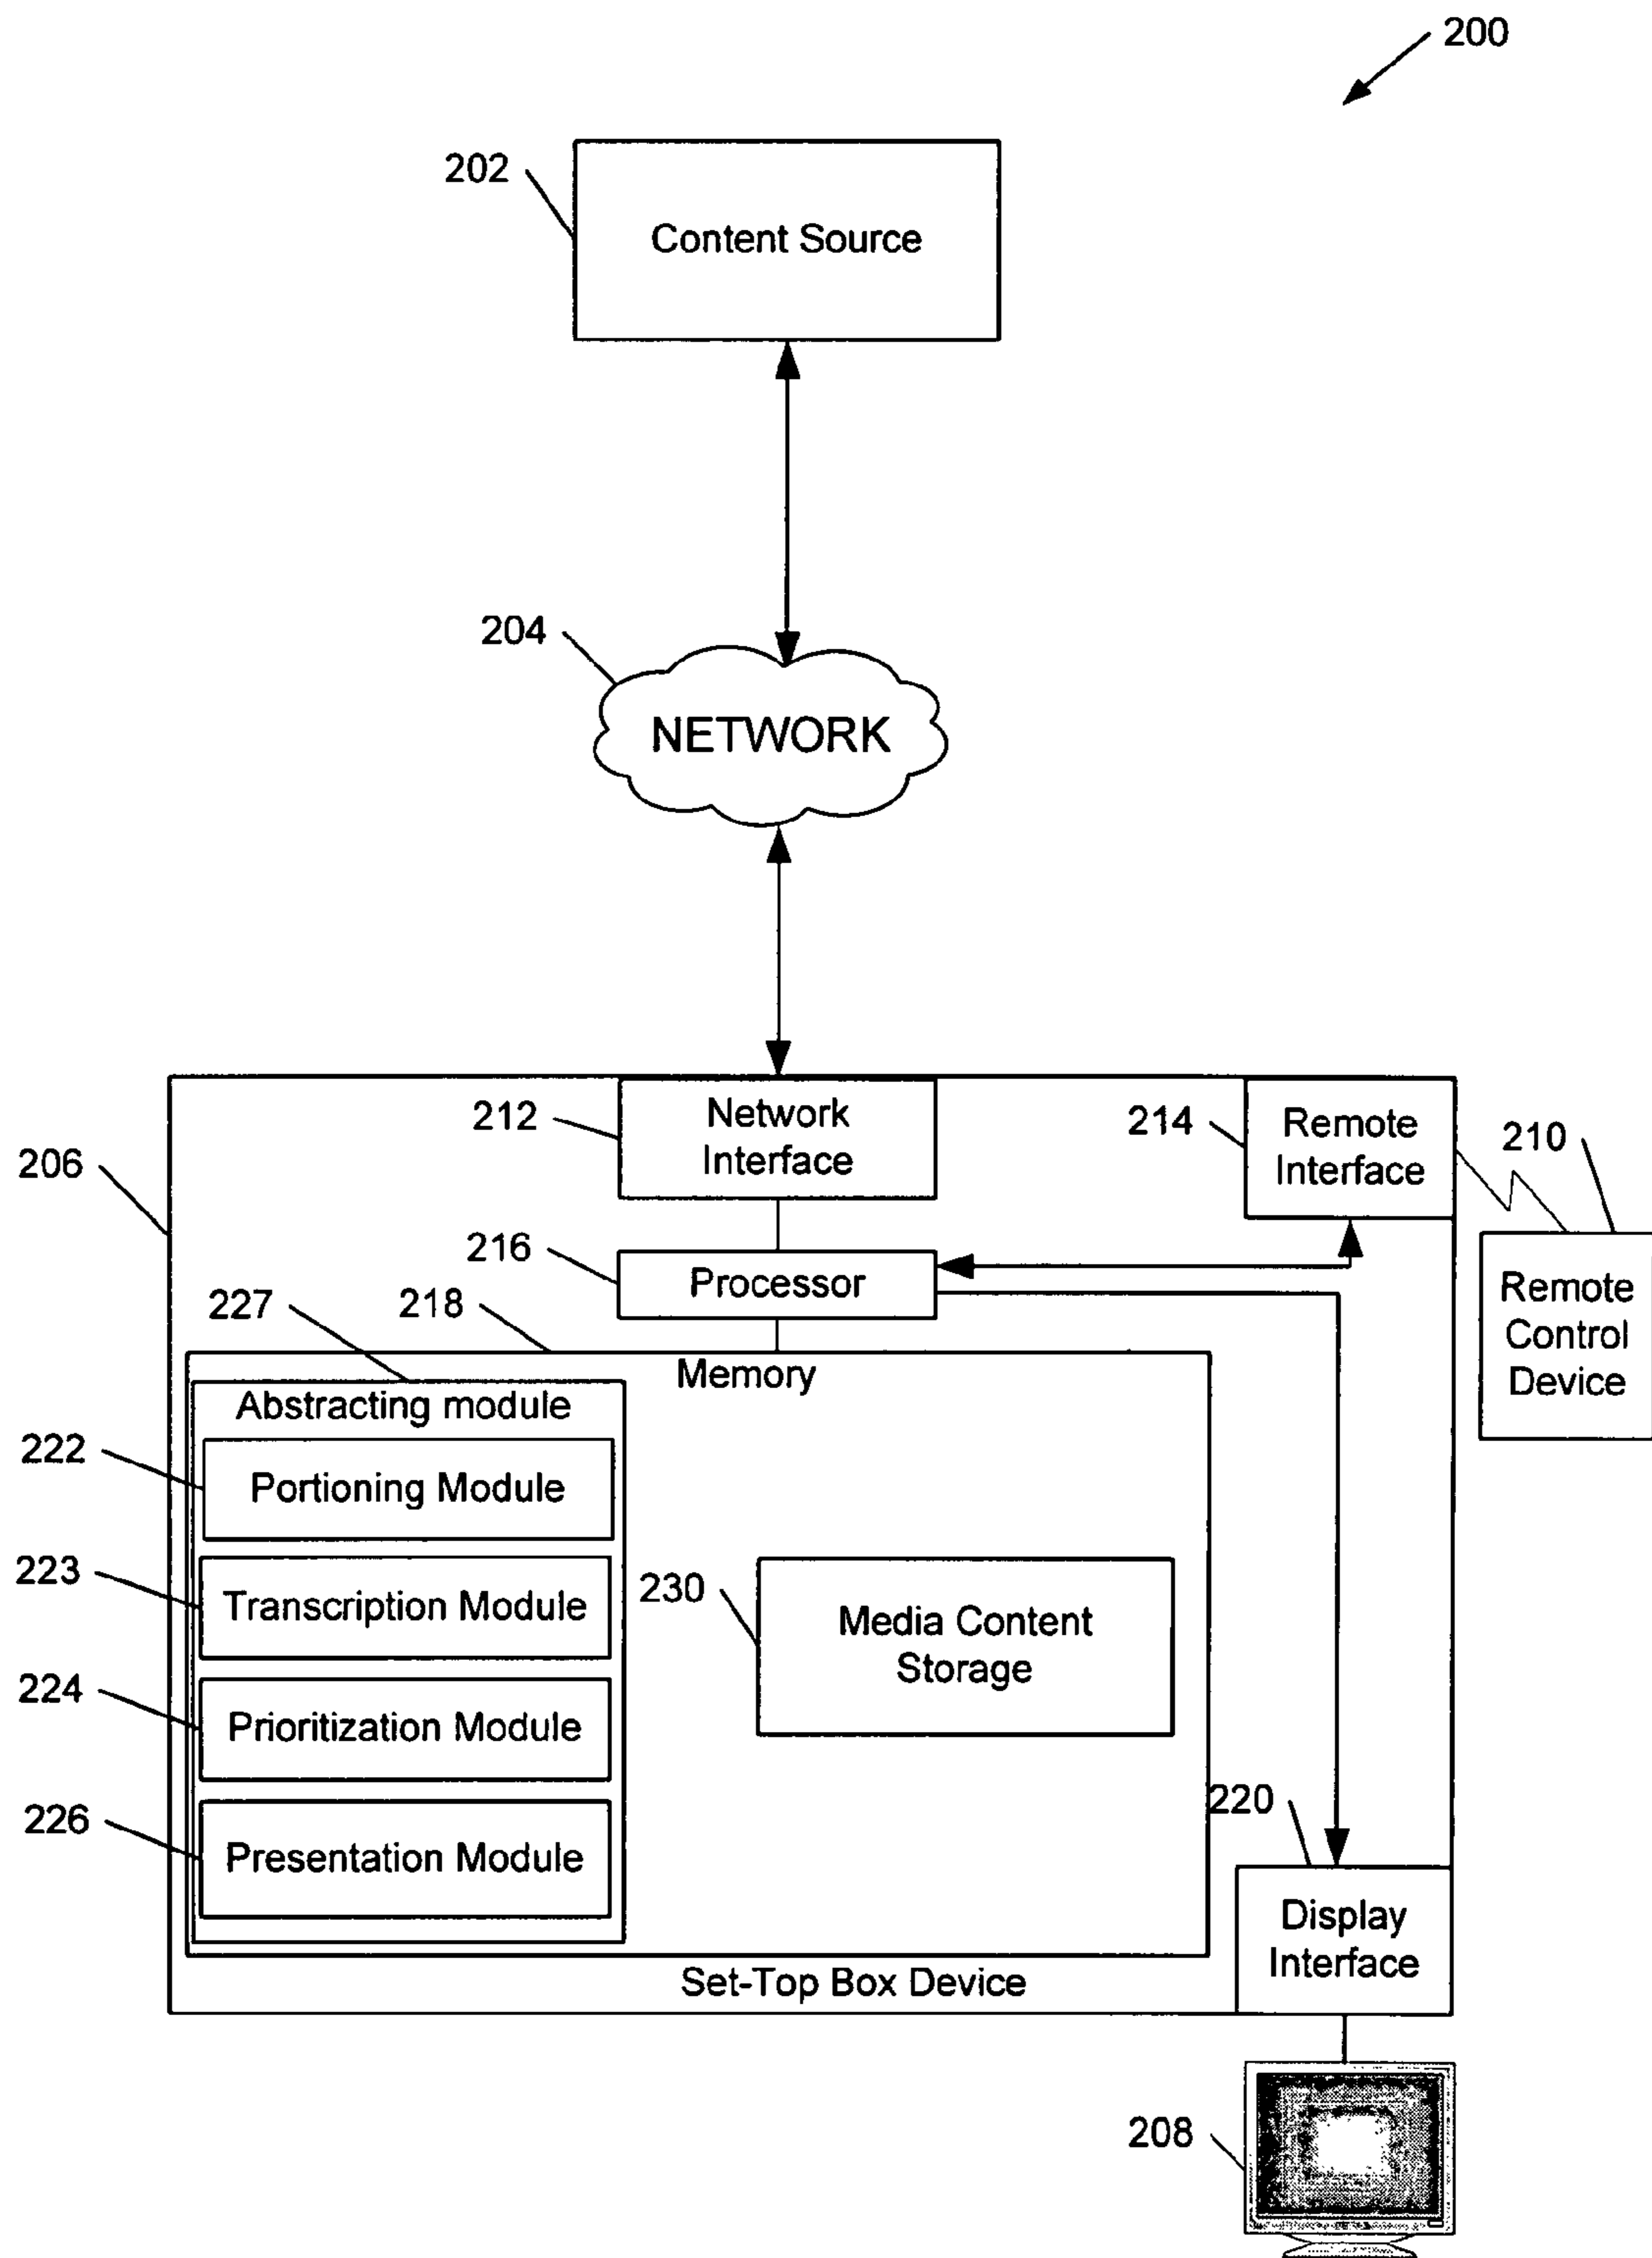 200
202
Content Source
204
NETWORK
206
212
Network
Interface
214
Remote
Interface
210
Remote
Control
Device
216
Processor
227
218
Memory
Abstracting module
222
Portioning Module
223
Transcription Module
224
Prioritization Module
226
Presentation Module
230
Media Content
Storage
220
Display
Interface
Set-Top Box Device
208